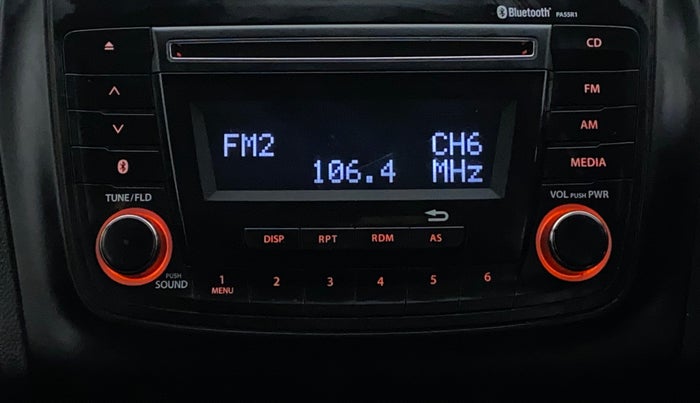 Bluetooth PA55R1
CD
FM
AM
MEDIA
FM2 CH6
106.4 MHz
TUNE/FLD
VOL PUSH PWR
DISP RPT RDM AS
PUSH
SOUND
1 2 3 4 5 6
MENU